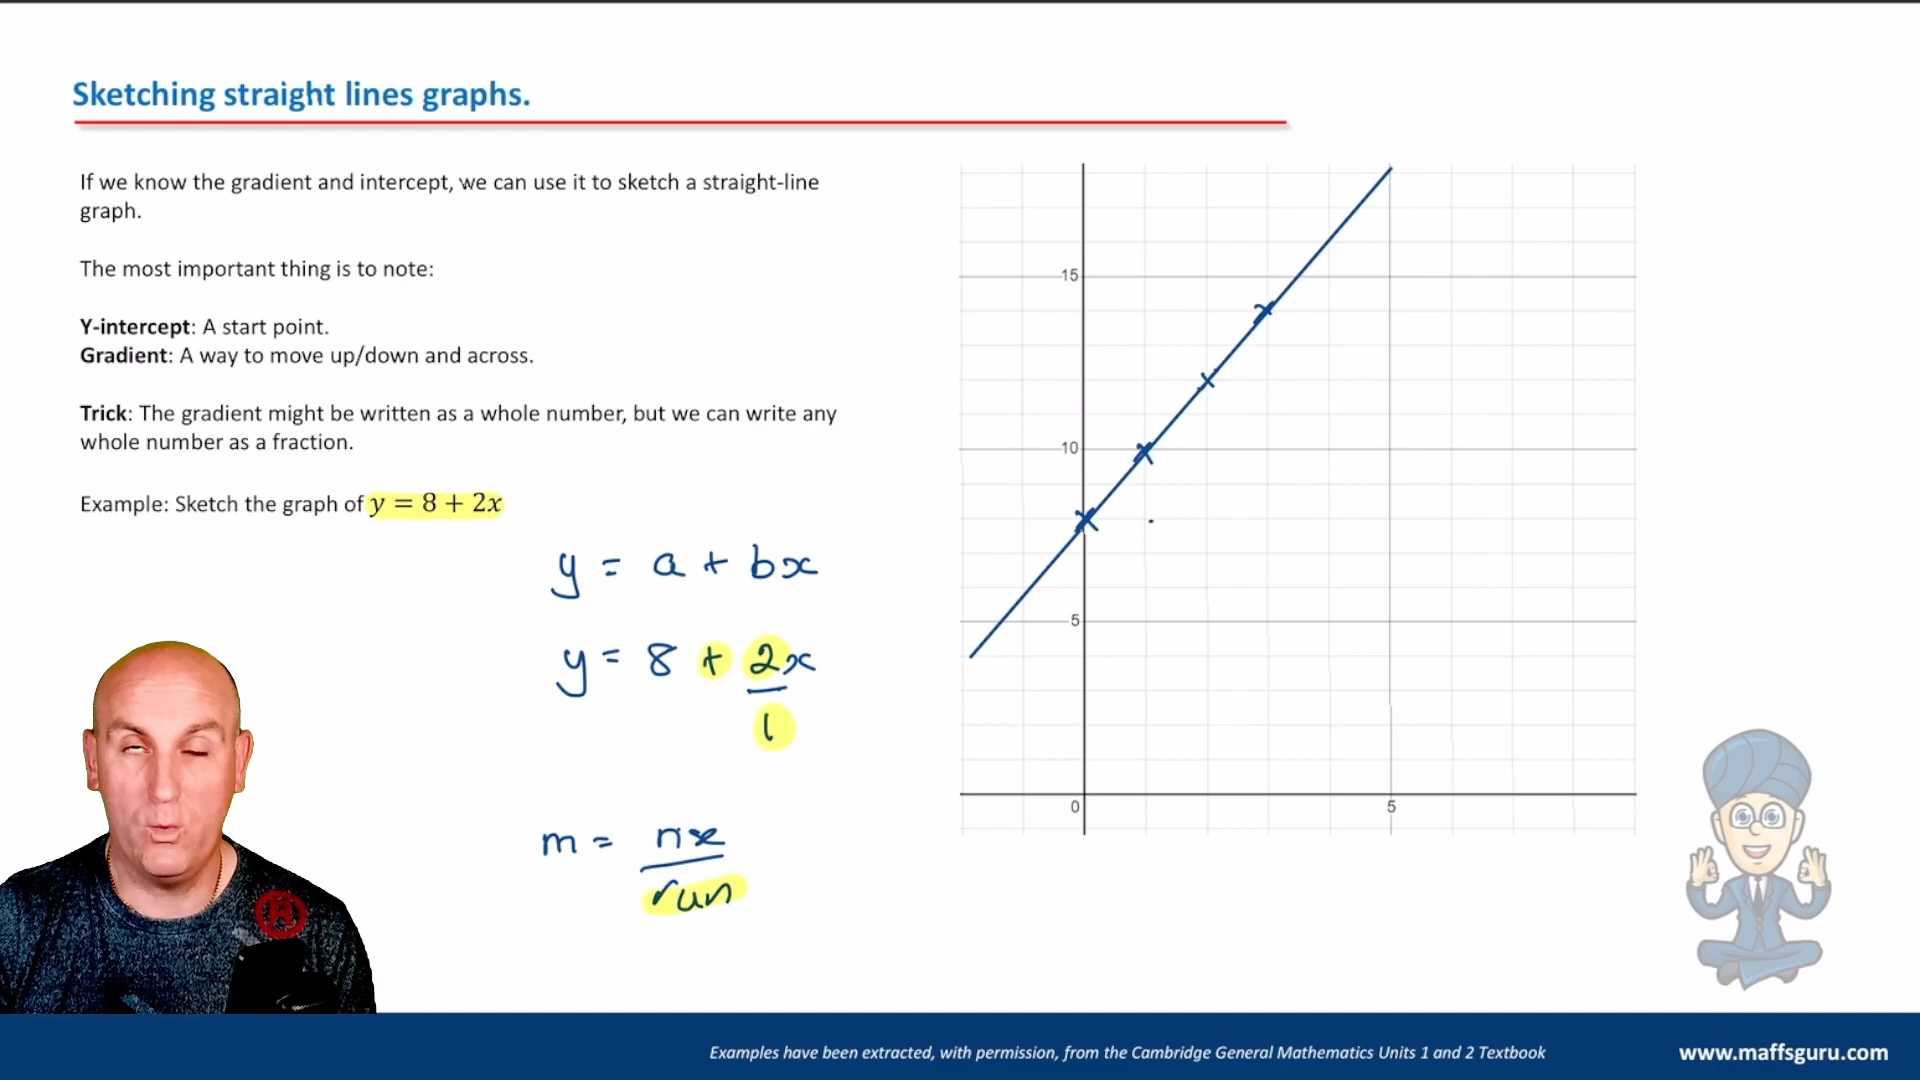 Sketching straight lines graphs.
If we know the gradient and intercept, we can use it to sketch a straight-line
graph.
The most important thing is to note:
Y-intercept: A start point.
Gradient: A way to move up/down and across.
Trick: The gradient might be written as a whole number, but we can write any
whole number as a fraction.
Example: Sketch the graph of y = 8 + 2x
y = a + bx
y = 8 + 2x
1
m = rise
run
15
10
5
0
5
Examples have been extracted, with permission, from the Cambridge General Mathematics Units 1 and 2 Textbook
www.maffsguru.com